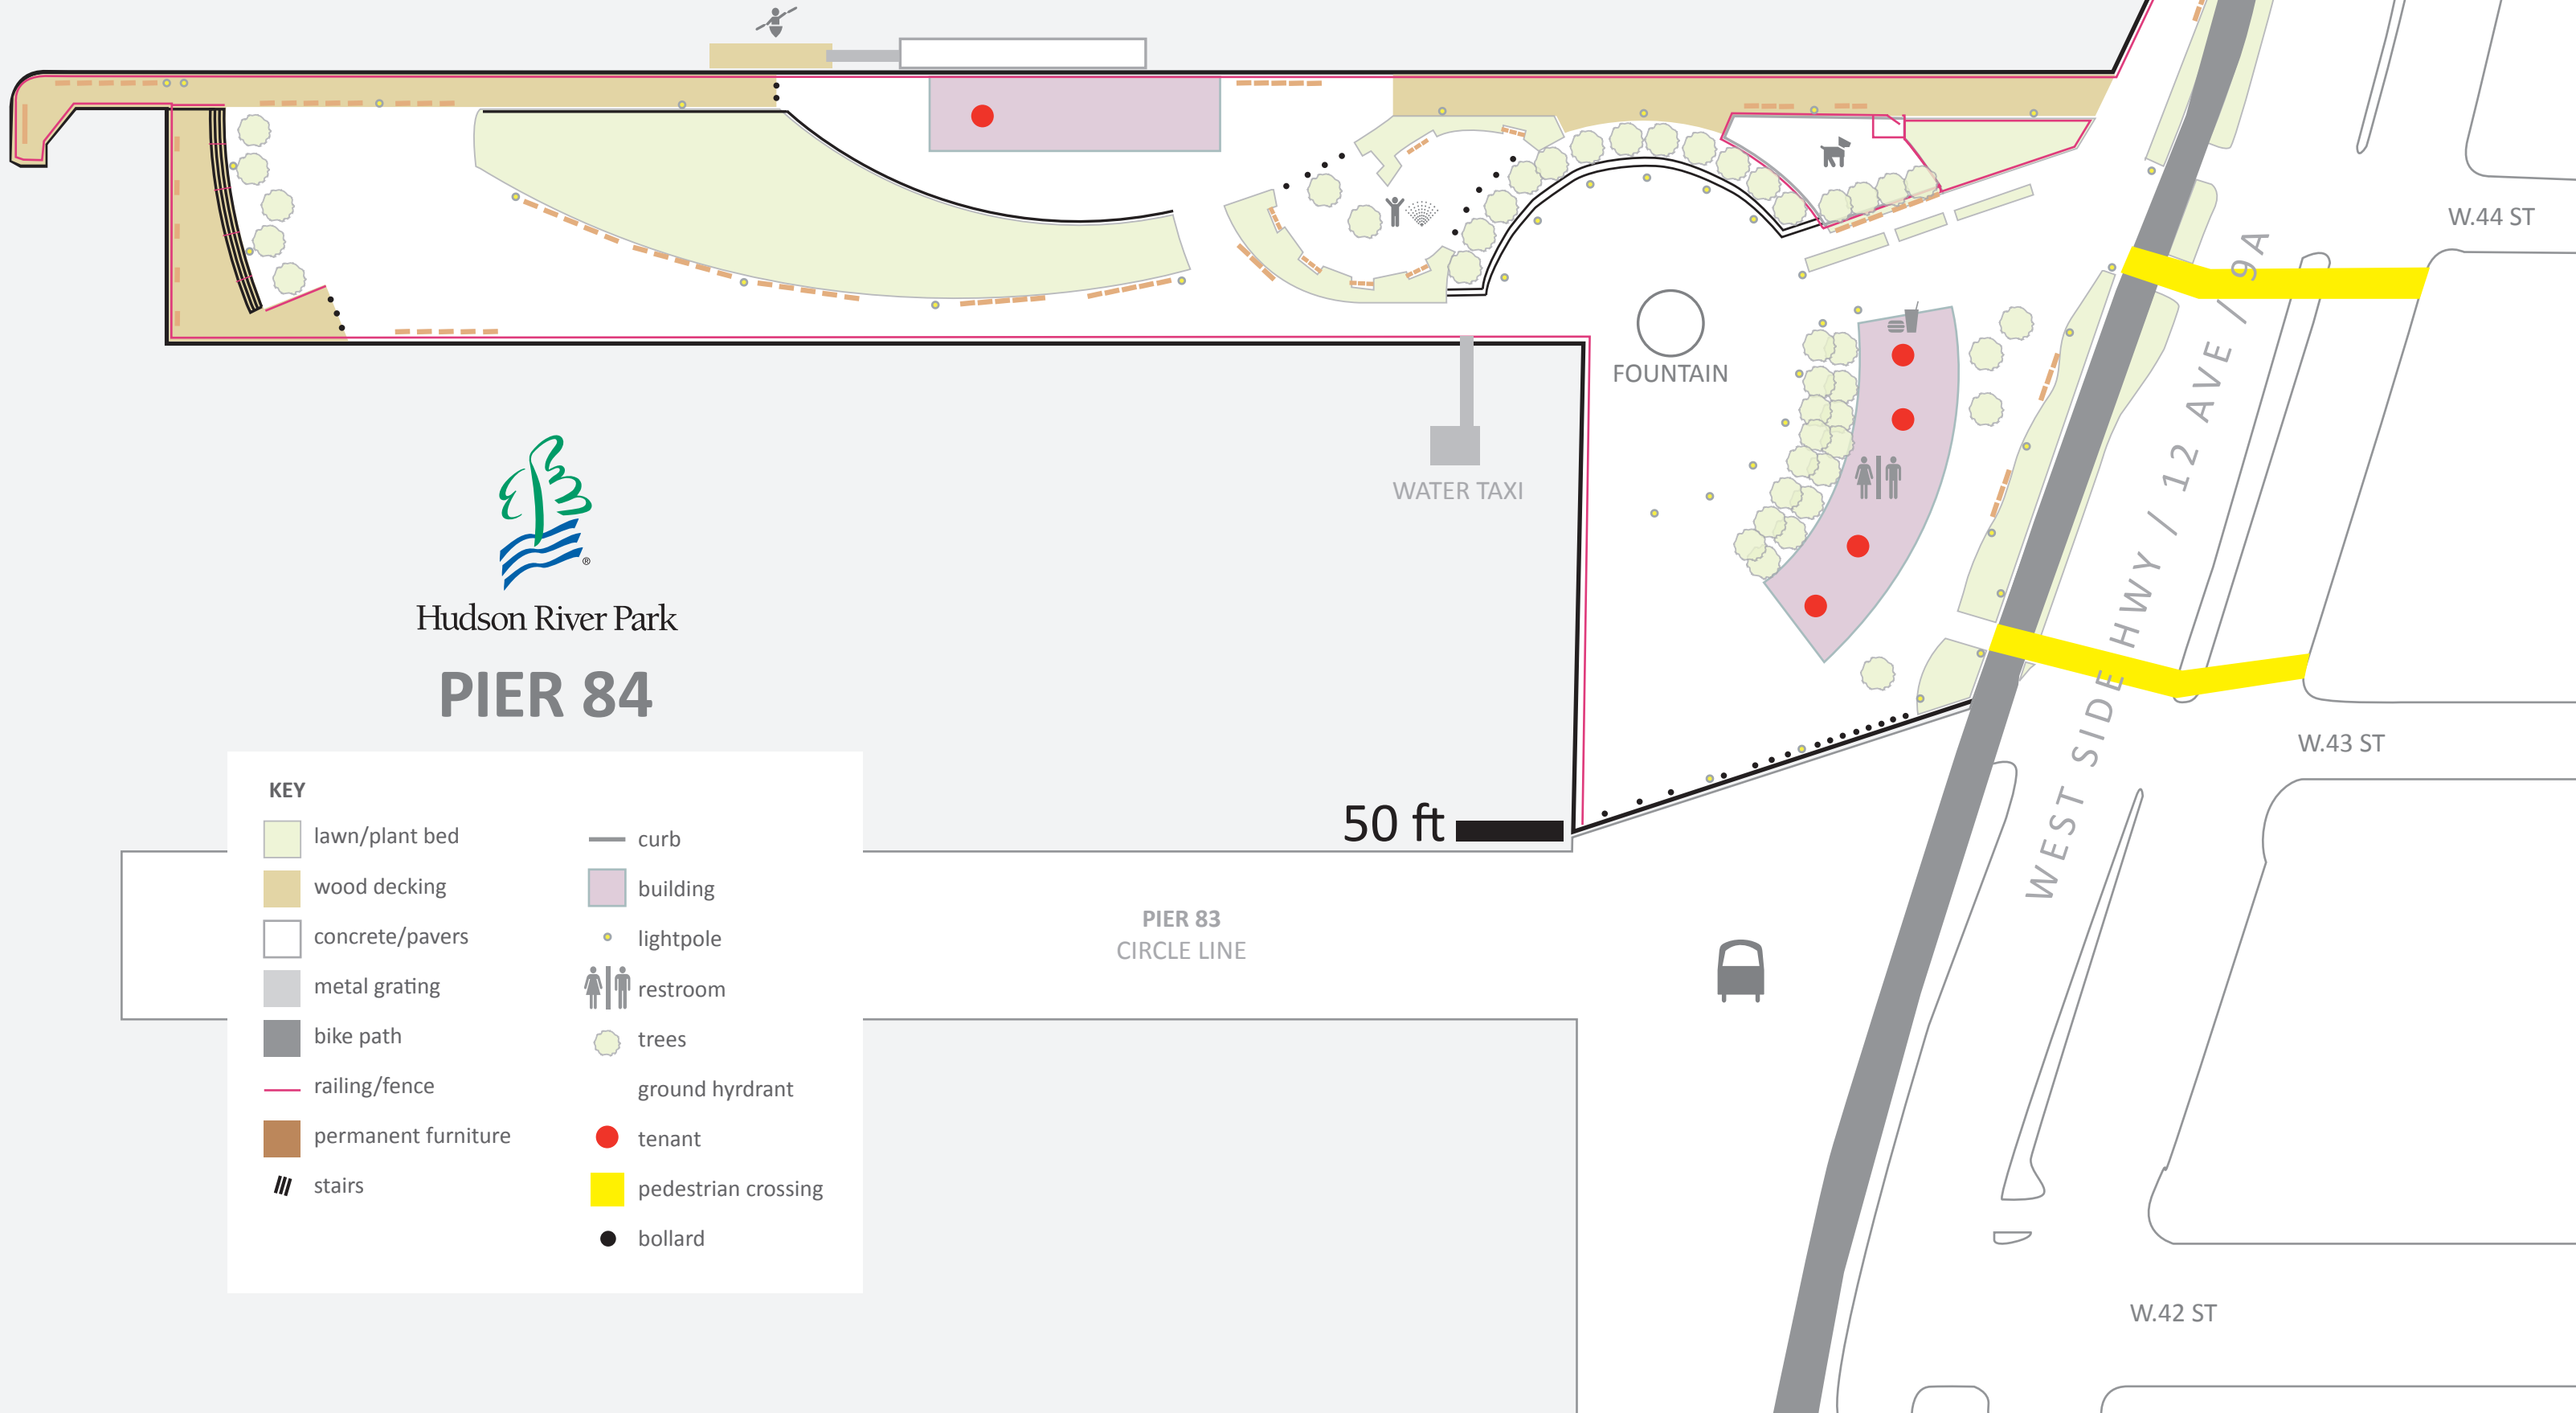 W.44 ST
FOUNTAIN
WATER TAXI
WEST SIDE HWY / 12 AVE / 9A
®
Hudson River Park
PIER 84
W.43 ST
50 ft
KEY
lawn/plant bed
wood decking
concrete/pavers
metal grating
bike path
railing/fence
permanent furniture
stairs
curb
building
lightpole
restroom
trees
ground hyrdrant
tenant
pedestrian crossing
bollard
PIER 83
CIRCLE LINE
W.42 ST